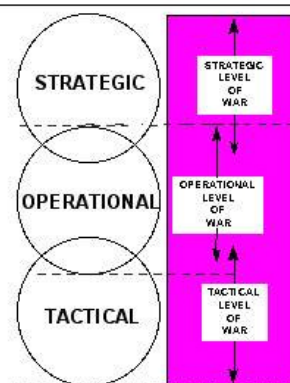 STRATEGIC
STRATEGIC
LEVEL
OF
WAR
OPERATIONAL
OPERATIONAL
LEVEL
OF
WAR
TACTICAL
TACTICAL
LEVEL
OF
WAR